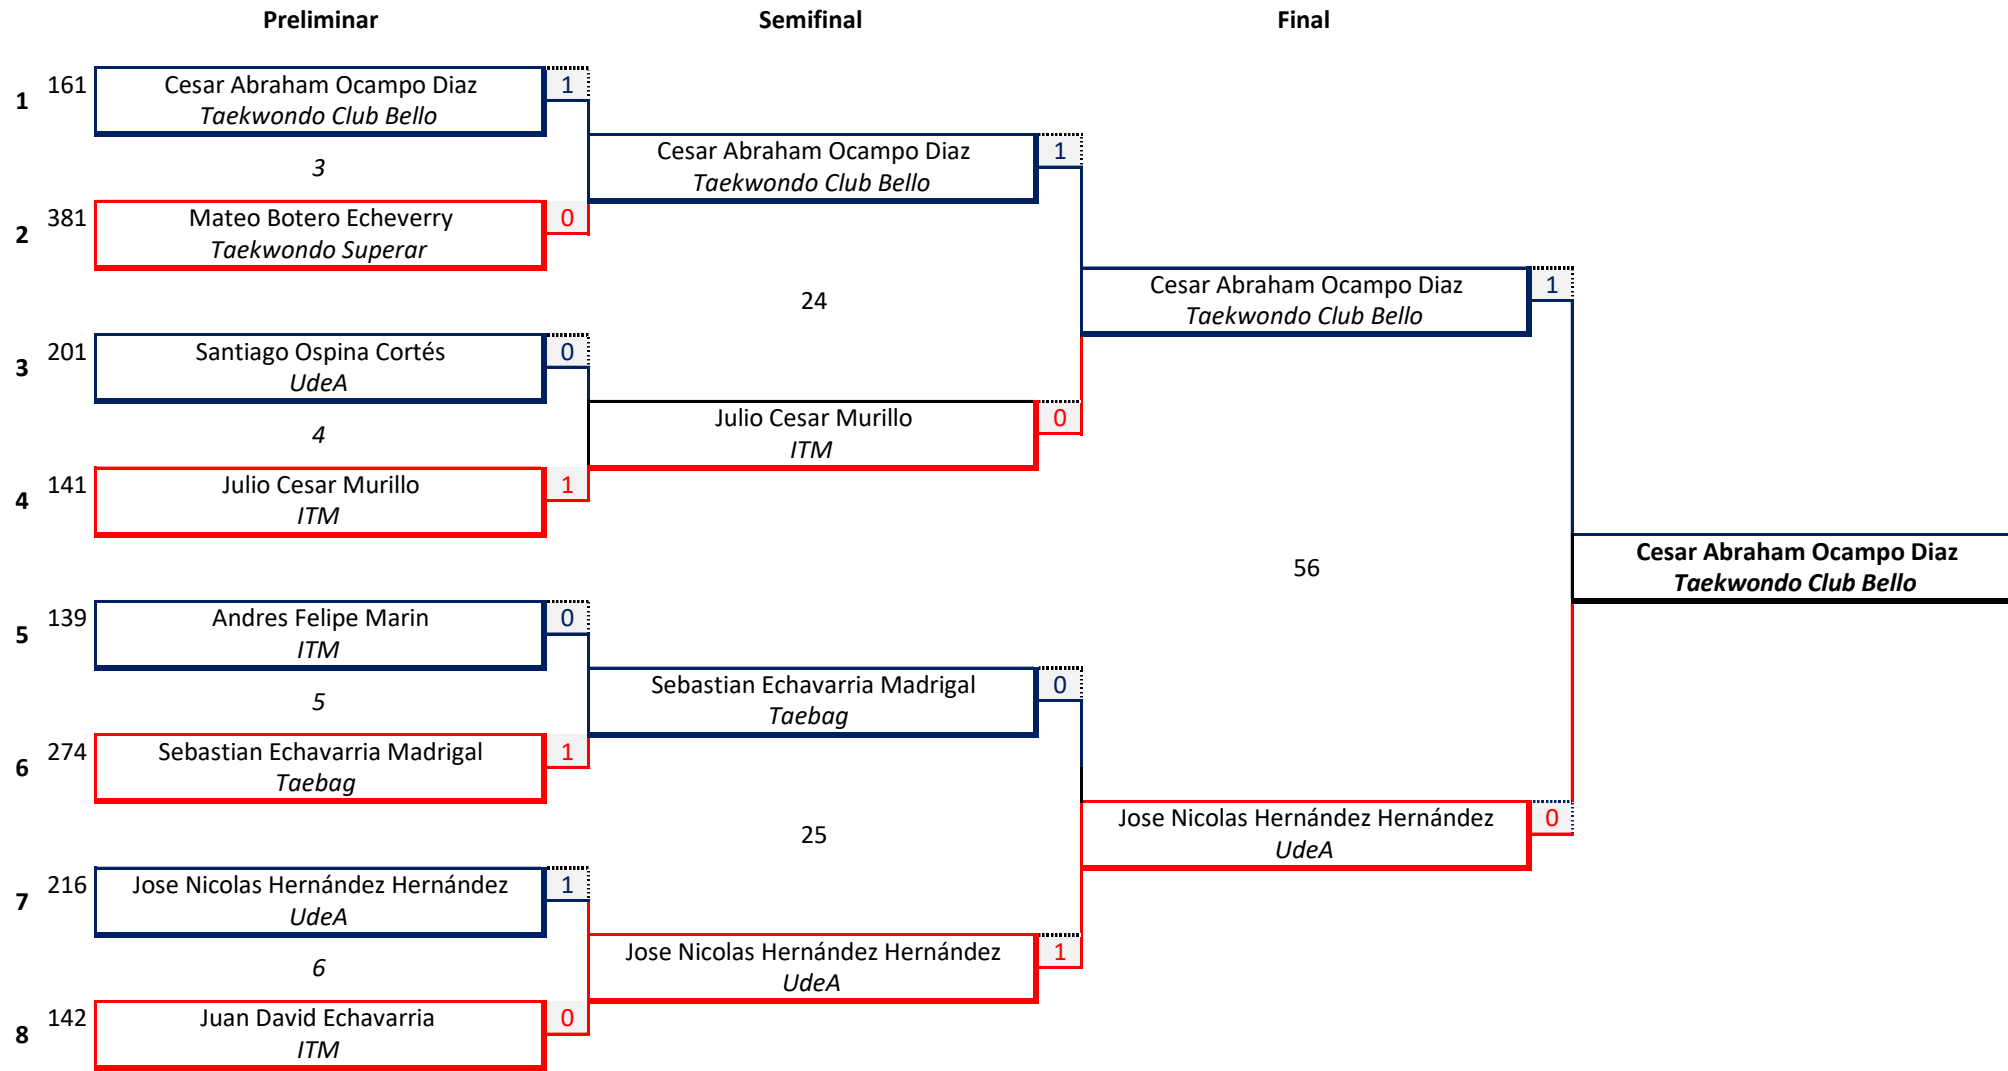 Preliminar Semifinal Final
1 161 Cesar Abraham Ocampo Diaz 1
Taekwondo Club Bello
3
2 381 Mateo Botero Echeverry 0
Taekwondo Superar
3 201 Santiago Ospina Cortés 0
UdeA
4
4 141 Julio Cesar Murillo 1
ITM
5 139 Andres Felipe Marin 0
ITM
5
6 274 Sebastian Echavarria Madrigal 1
Taebag
7 216 Jose Nicolas Hernández Hernández 1
UdeA
6
8 142 Juan David Echavarria 0
ITM
Cesar Abraham Ocampo Diaz 1
Taekwondo Club Bello
24
Julio Cesar Murillo 0
ITM
Sebastian Echavarria Madrigal 0
Taebag
25
Jose Nicolas Hernández Hernández 1
UdeA
Cesar Abraham Ocampo Diaz 1
Taekwondo Club Bello
56
Jose Nicolas Hernández Hernández 0
UdeA
Cesar Abraham Ocampo Diaz
Taekwondo Club Bello